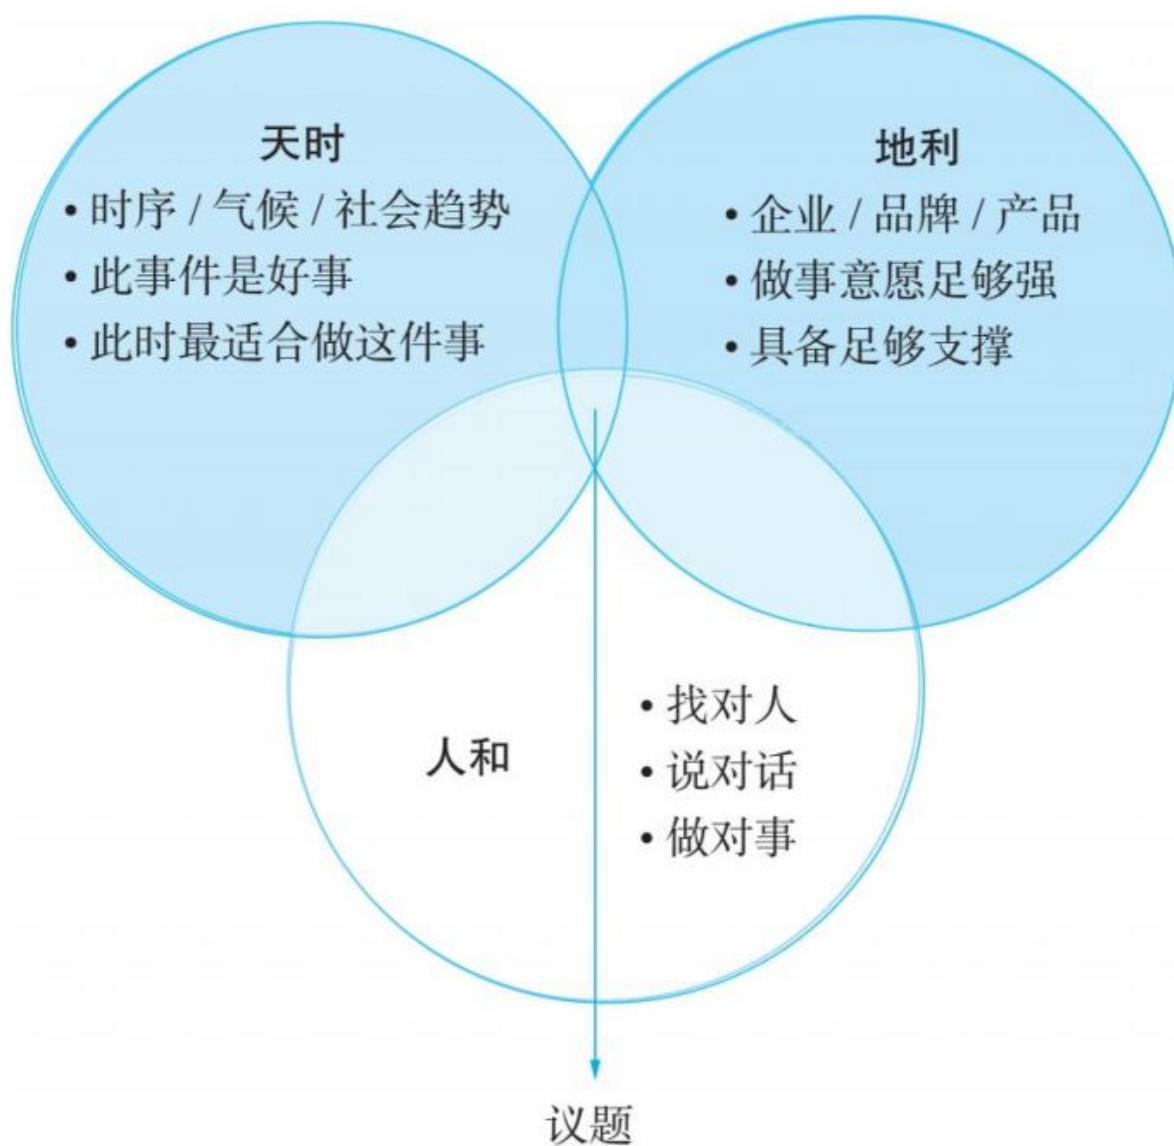 天时
• 时序 / 气候 / 社会趋势
• 此事件是好事
• 此时最适合做这件事
地利
• 企业 / 品牌 / 产品
• 做事意愿足够强
• 具备足够支撑
人和
• 找对人
• 说对话
• 做对事
议题